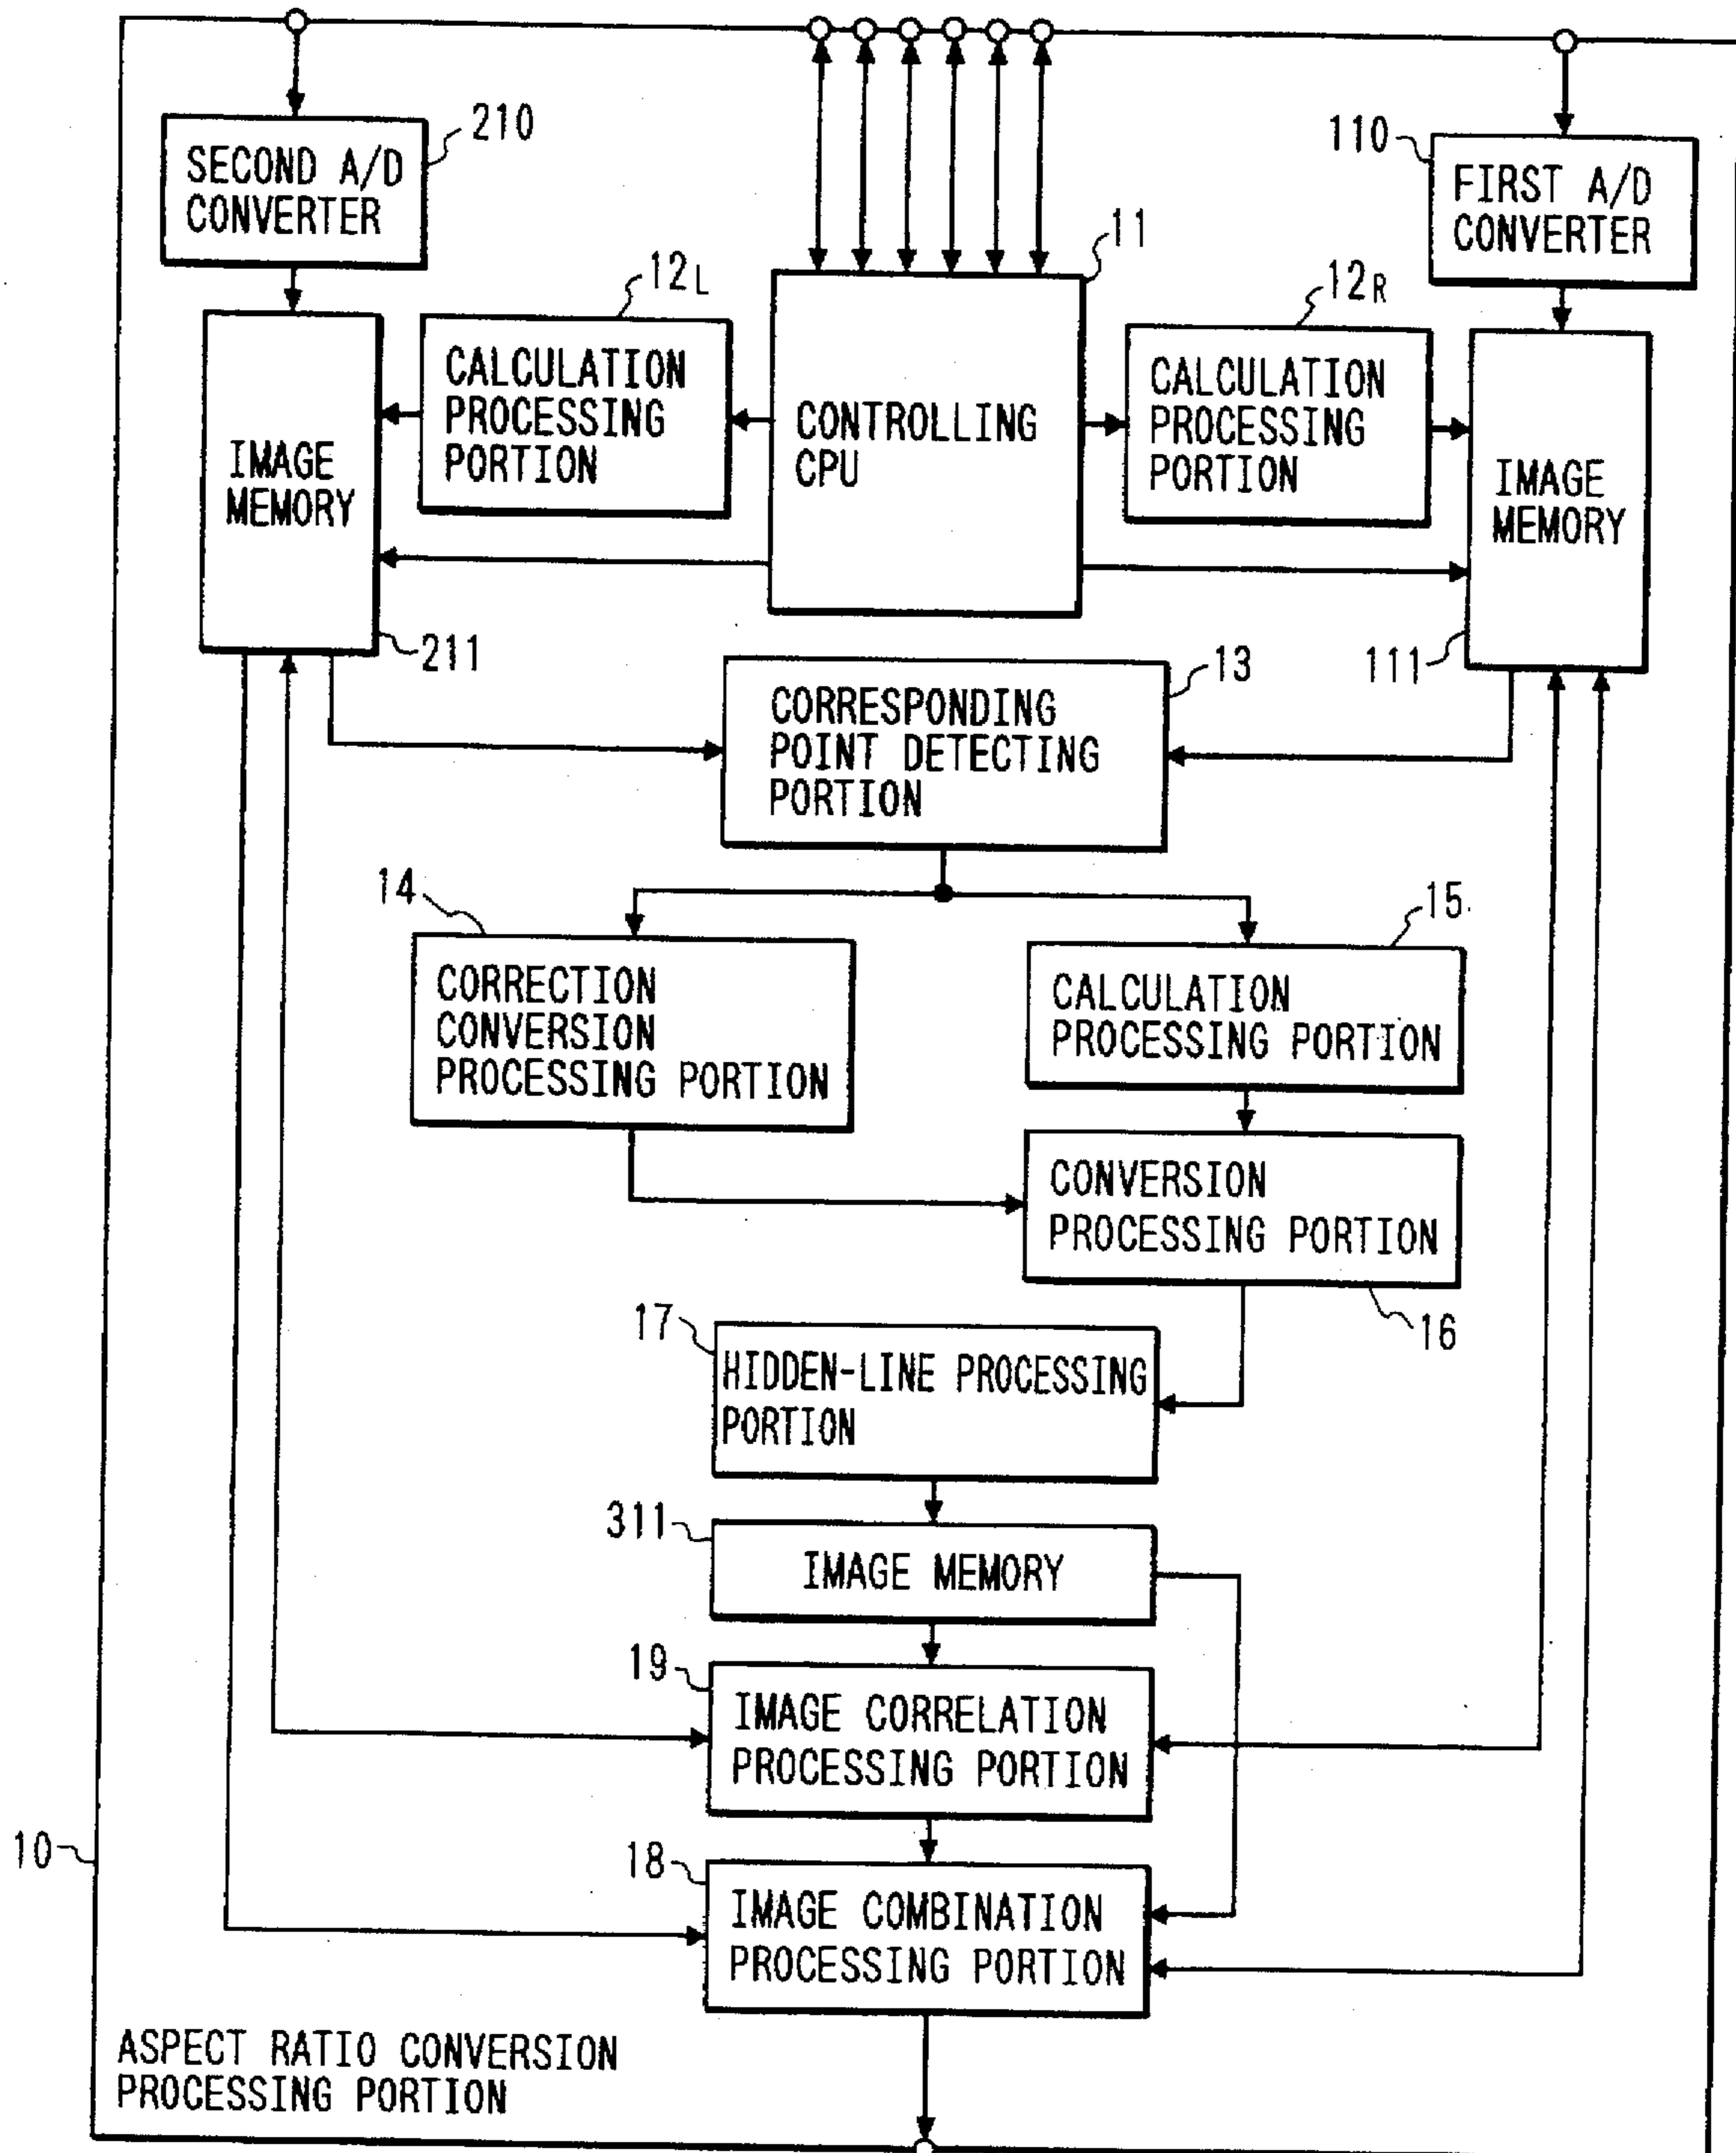 210
SECOND A/D
CONVERTER
110
FIRST A/D
CONVERTER
11
12L
12R
CALCULATION
PROCESSING
PORTION
CONTROLLING
CPU
CALCULATION
PROCESSING
PORTION
IMAGE
MEMORY
IMAGE
MEMORY
211
111
13
CORRESPONDING
POINT DETECTING
PORTION
14
15
CORRECTION
CONVERSION
PROCESSING PORTION
CALCULATION
PROCESSING PORTION
CONVERSION
PROCESSING PORTION
16
17
HIDDEN-LINE PROCESSING
PORTION
311
IMAGE MEMORY
19
IMAGE CORRELATION
PROCESSING PORTION
10
18
IMAGE COMBINATION
PROCESSING PORTION
ASPECT RATIO CONVERSION
PROCESSING PORTION